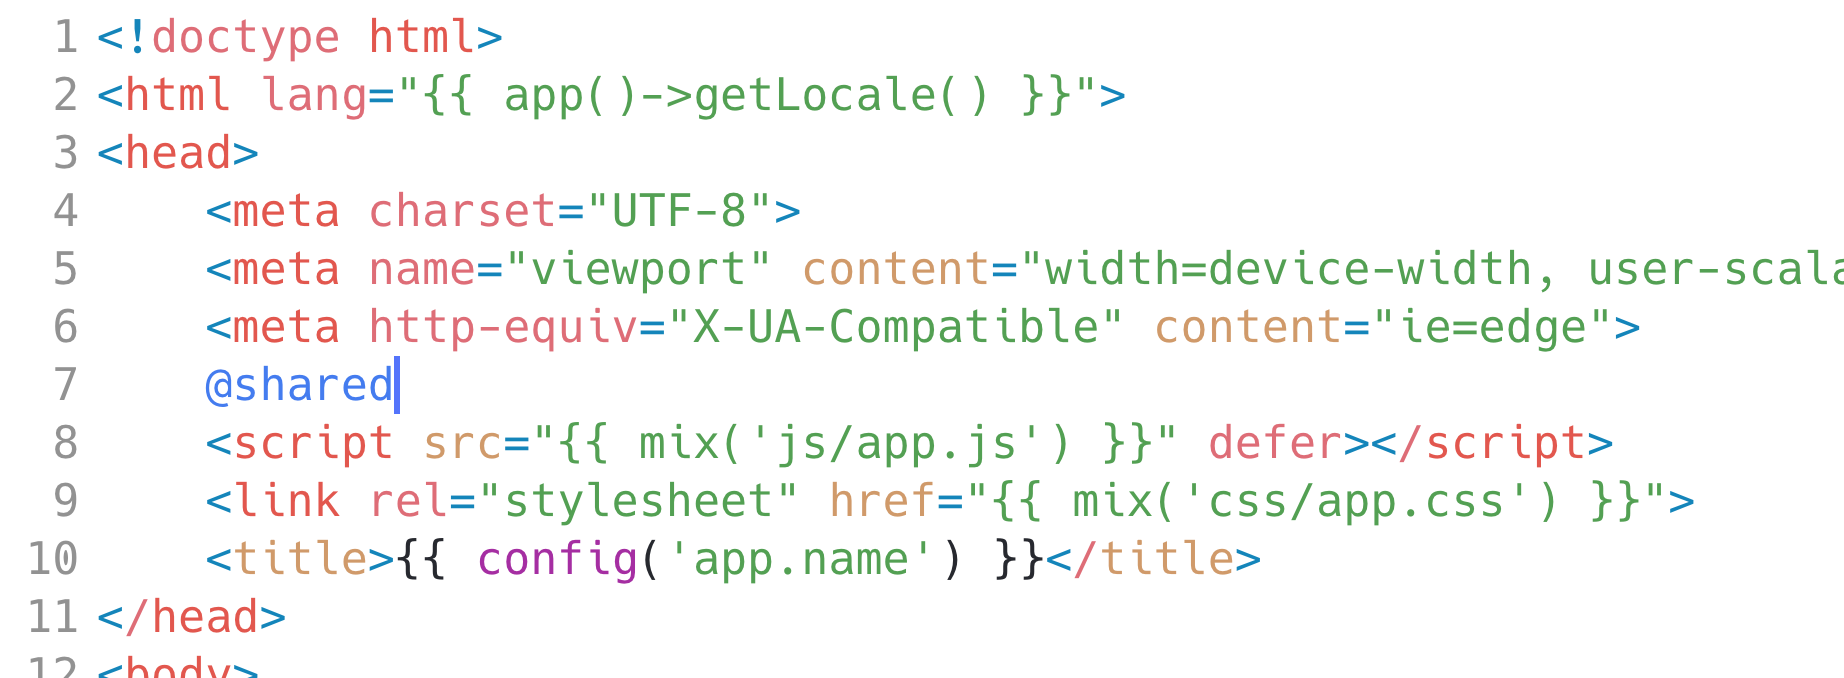 1 <!doctype html>
2 <html lang="{{ app()->getLocale() }}">
3 <head>
4     <meta charset="UTF-8">
5     <meta name="viewport" content="width=device-width, user-scala
6     <meta http-equiv="X-UA-Compatible" content="ie=edge">
7     @shared
8     <script src="{{ mix('js/app.js') }}" defer></script>
9     <link rel="stylesheet" href="{{ mix('css/app.css') }}">
10     <title>{{ config('app.name') }}</title>
11 </head>
12 <body>